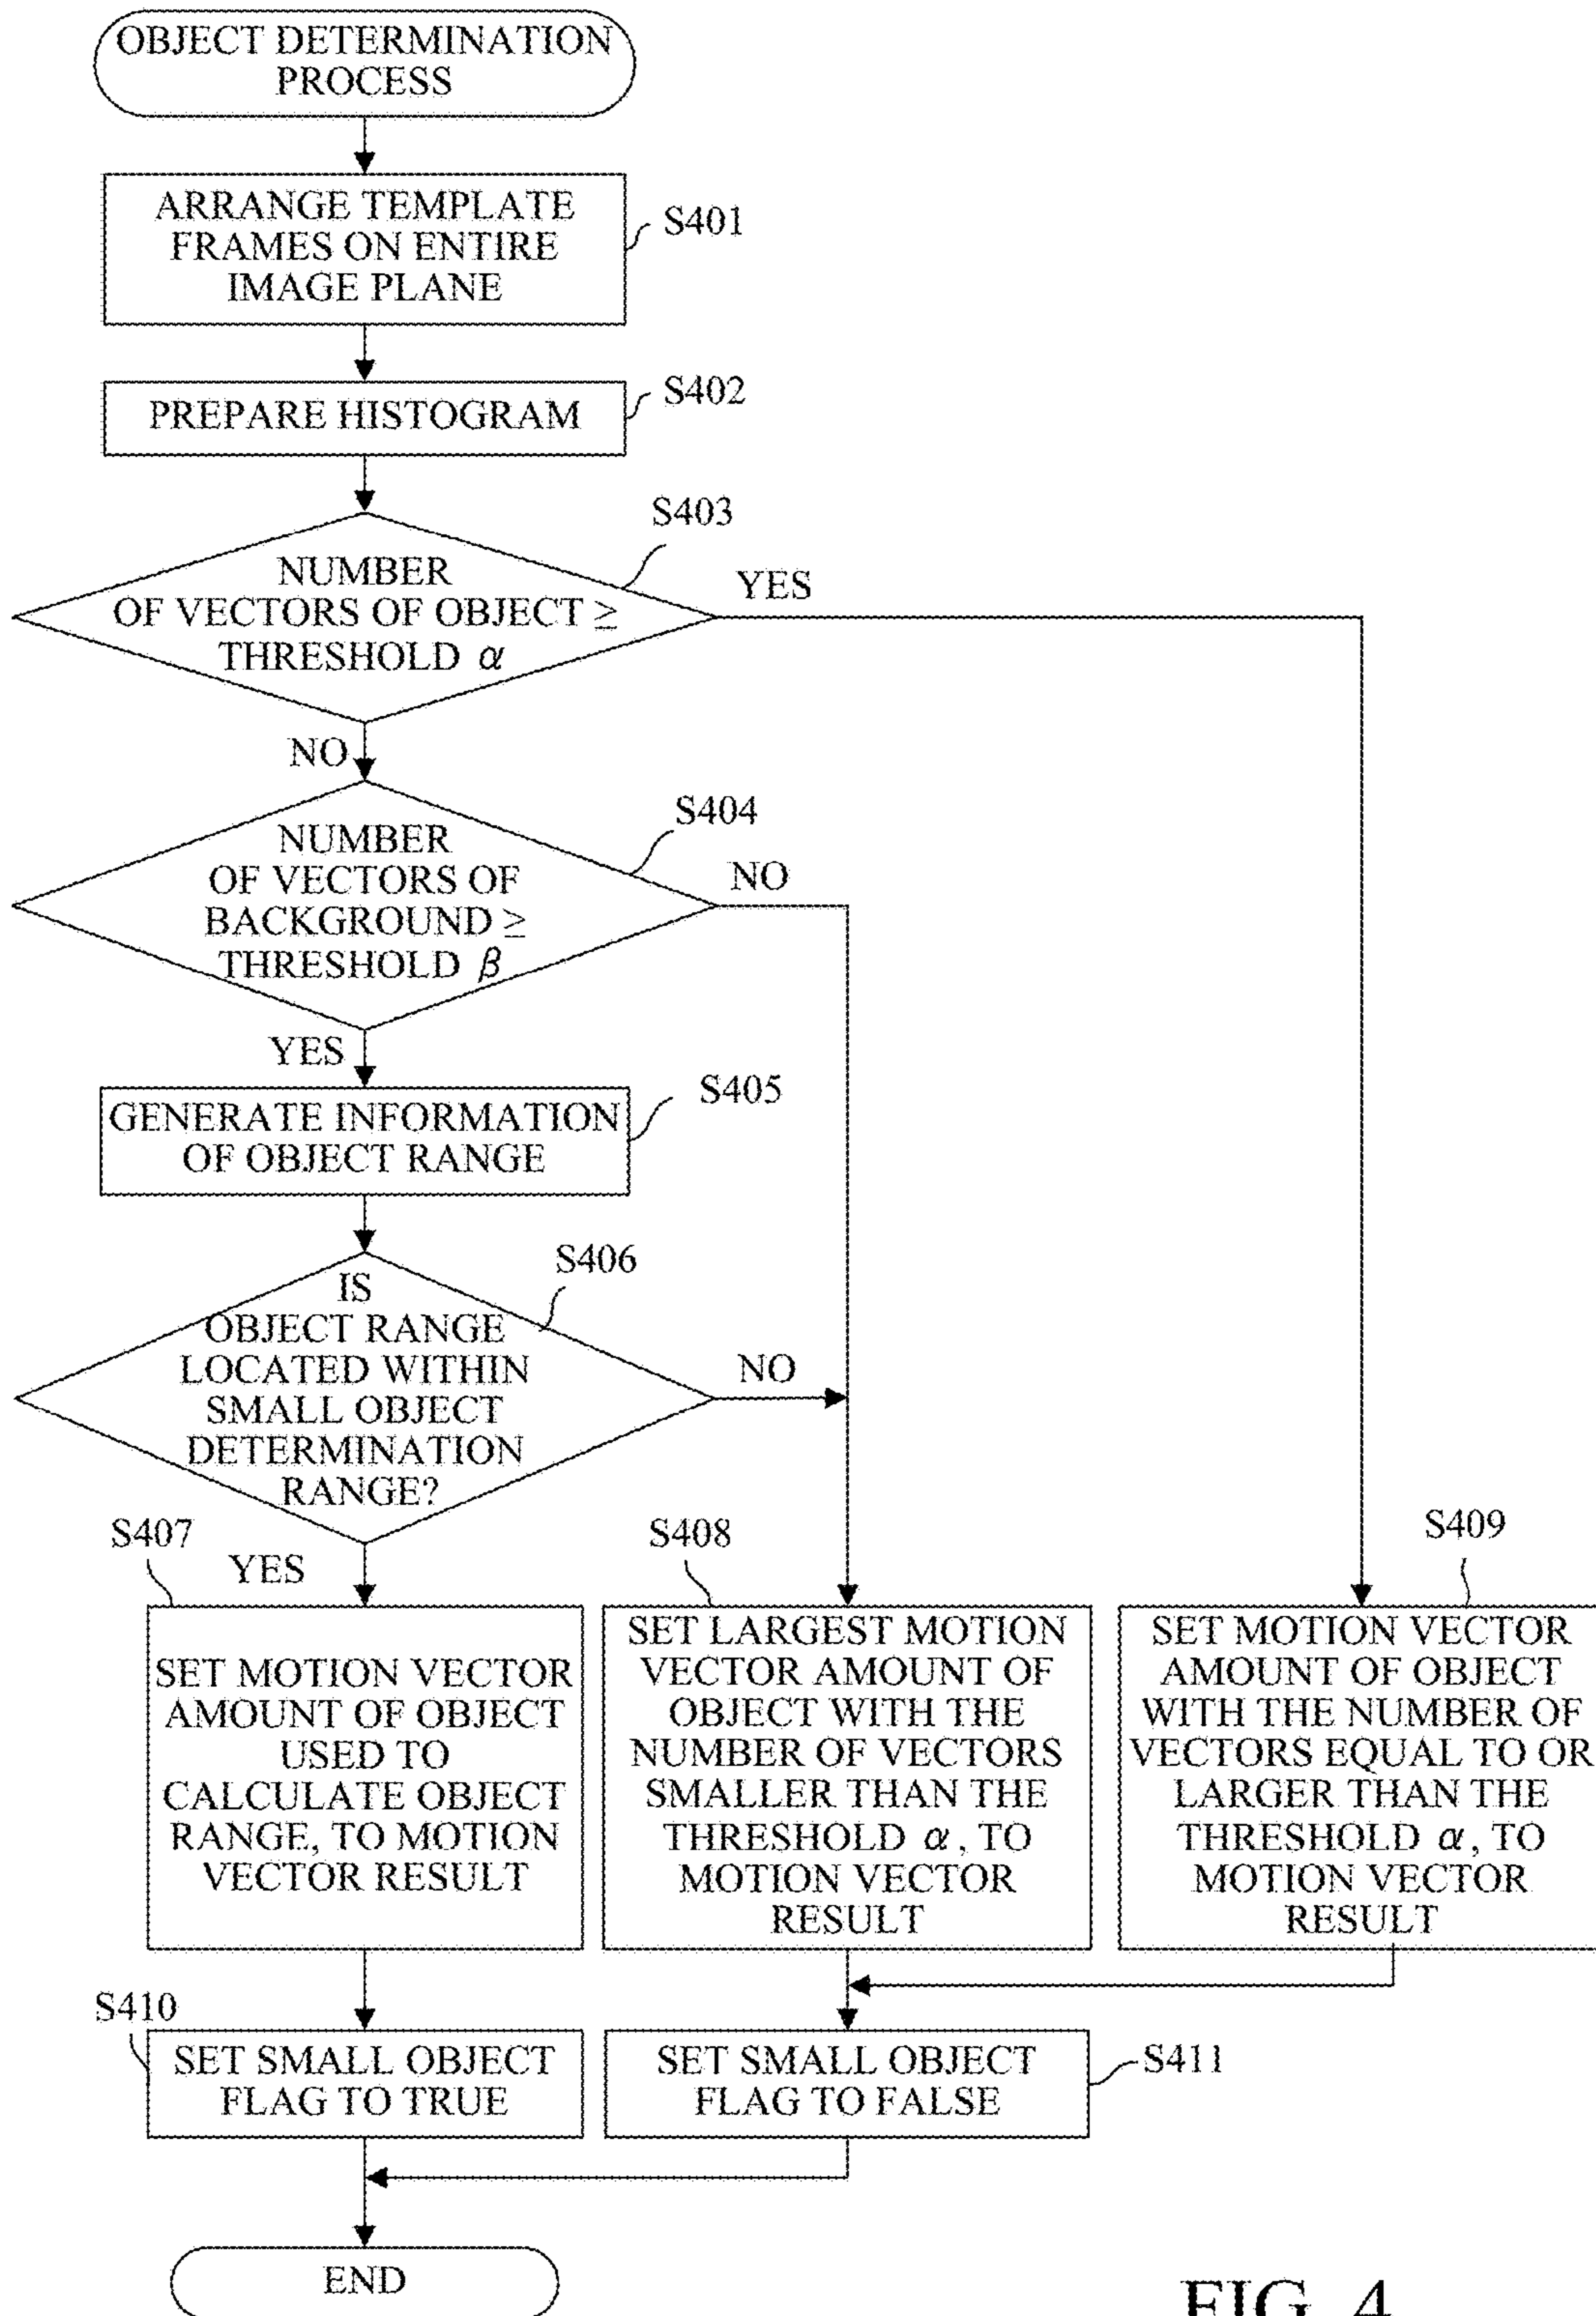 OBJECT DETERMINATION
PROCESS
ARRANGE TEMPLATE
FRAMES ON ENTIRE
IMAGE PLANE
S401
PREPARE HISTOGRAM
S402
S403
NUMBER
OF VECTORS OF OBJECT ≥
THRESHOLD α
YES
NO
S404
NUMBER
OF VECTORS OF
BACKGROUND ≥
THRESHOLD β
NO
YES
S405
GENERATE INFORMATION
OF OBJECT RANGE
S406
IS
OBJECT RANGE
LOCATED WITHIN
SMALL OBJECT
DETERMINATION
RANGE?
NO
YES
S407
SET MOTION VECTOR
AMOUNT OF OBJECT
USED TO
CALCULATE OBJECT
RANGE, TO MOTION
VECTOR RESULT
S408
SET LARGEST MOTION
VECTOR AMOUNT OF
OBJECT WITH THE
NUMBER OF VECTORS
SMALLER THAN THE
THRESHOLD α, TO
MOTION VECTOR
RESULT
S409
SET MOTION VECTOR
AMOUNT OF OBJECT
WITH THE NUMBER OF
VECTORS EQUAL TO OR
LARGER THAN THE
THRESHOLD α, TO
MOTION VECTOR
RESULT
S410
SET SMALL OBJECT
FLAG TO TRUE
SET SMALL OBJECT
FLAG TO FALSE
S411
END
FIG. 4